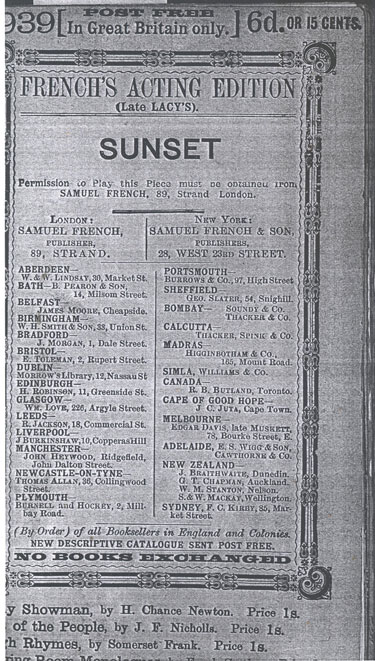 939 [
POST FREE
In Great Britain only.
] 6d. OR 15 CENTS.
FRENCH'S ACTING EDITION
(Late LACY'S).
SUNSET
Permission to Play this Piece must be obtained from
SAMUEL FRENCH, 89, Strand London.
LONDON:
SAMUEL FRENCH,
PUBLISHER,
89, STRAND.
NEW YORK:
SAMUEL FRENCH & SON,
PUBLISHERS,
28, WEST 23RD STREET.
ABERDEEN—
W. & W. LINDSAY, 30, Market St.
BATH—B. PEARON & SON,
14, Milsom Street.
BELFAST—
JAMES MOORE, Cheapside.
BIRMINGHAM—
W. H. SMITH & SON, 33, Union St.
BRADFORD—
J. MORGAN, 1, Dale Street.
BRISTOL—
E. TOLEMAN, 2, Rupert Street.
DUBLIN—
MORROW'S Library, 12, Nassau St
EDINBURGH—
H. ROBINSON, 11, Greenside St.
GLASGOW—
WM. LOVE, 226, Argyle Street.
LEEDS—
R. JACKSON, 18, Commercial St.
LIVERPOOL—
J BURKINSHAW, 10, Copperas Hill
MANCHESTER—
JOHN HEYWOOD, Ridgefield,
John Dalton Street.
NEWCASTLE-ON-TYNE—
THOMAS ALLAN, 36, Collingwood
Street.
PLYMOUTH—
BURNELL and HOCKEY, 2, Mill-
bay Road.
PORTSMOUTH—
BURROWS & Co., 97, High Street
SHEFFIELD—
GEO. SLATER, 54, Snighill.
BOMBAY— SOUNDY & Co.
THACKER & Co.
CALCUTTA—
THACKER, SPINK & Co.
MADRAS—
HIGGINBOTHAM & Co.,
165, Mount Road.
SIMLA, WILLIAMS & Co.
CANADA—
R. B. BUTLAND, Toronto.
CAPE OF GOOD HOPE—
J. C. JUTA, Cape Town.
MELBOURNE—
EDGAR DAVIS, late MUSKETT,
78, Bourke Street, E.
ADELAIDE, E. S. WIGG & SON,
CAWTHORNE & Co.
NEW ZEALAND—
J. BRAITHWAITE, Dunedin.
G. T. CHAPMAN, Auckland.
W. M. STANTON, Nelson.
S. & W. MACKAY, Wellington.
SYDNEY, F. C. KIRBY, 85, Mar-
ket Street.
(By Order) of all Booksellers in England and Colonies.
NEW DESCRIPTIVE CATALOGUE SENT POST FREE.
NO BOOKS EXCHANGED
y Showman, by H. Chance Newton. Price 1s.
of the People, by J. F. Nicholls. Price 1s.
h Rhymes, by Somerset Frank. Price 1s.